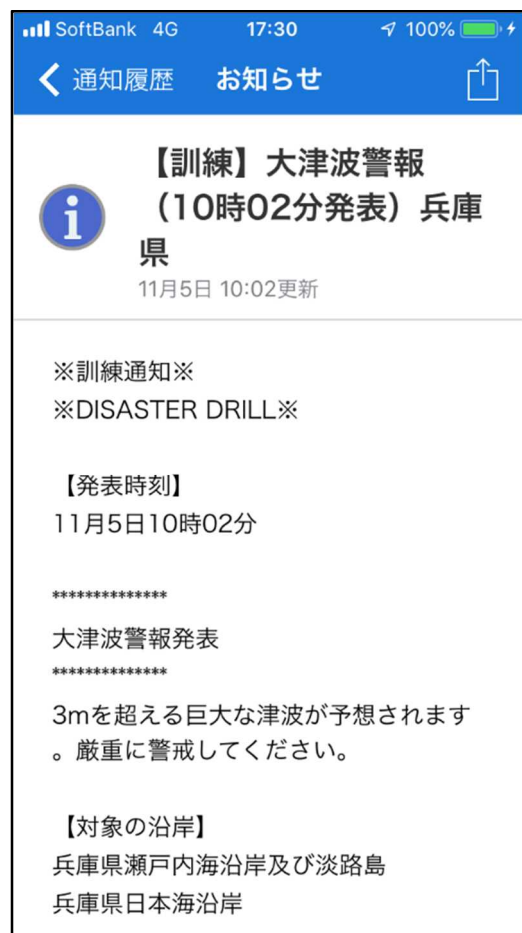 SoftBank 4G 17:30 100%
通知履歴 お知らせ
【訓練】大津波警報
（10時02分発表）兵庫
県
11月5日 10:02更新
※訓練通知※
※DISASTER DRILL※
【発表時刻】
11月5日10時02分
**************
大津波警報発表
**************
3mを超える巨大な津波が予想されます
。厳重に警戒してください。
【対象の沿岸】
兵庫県瀬戸内海沿岸及び淡路島
兵庫県日本海沿岸